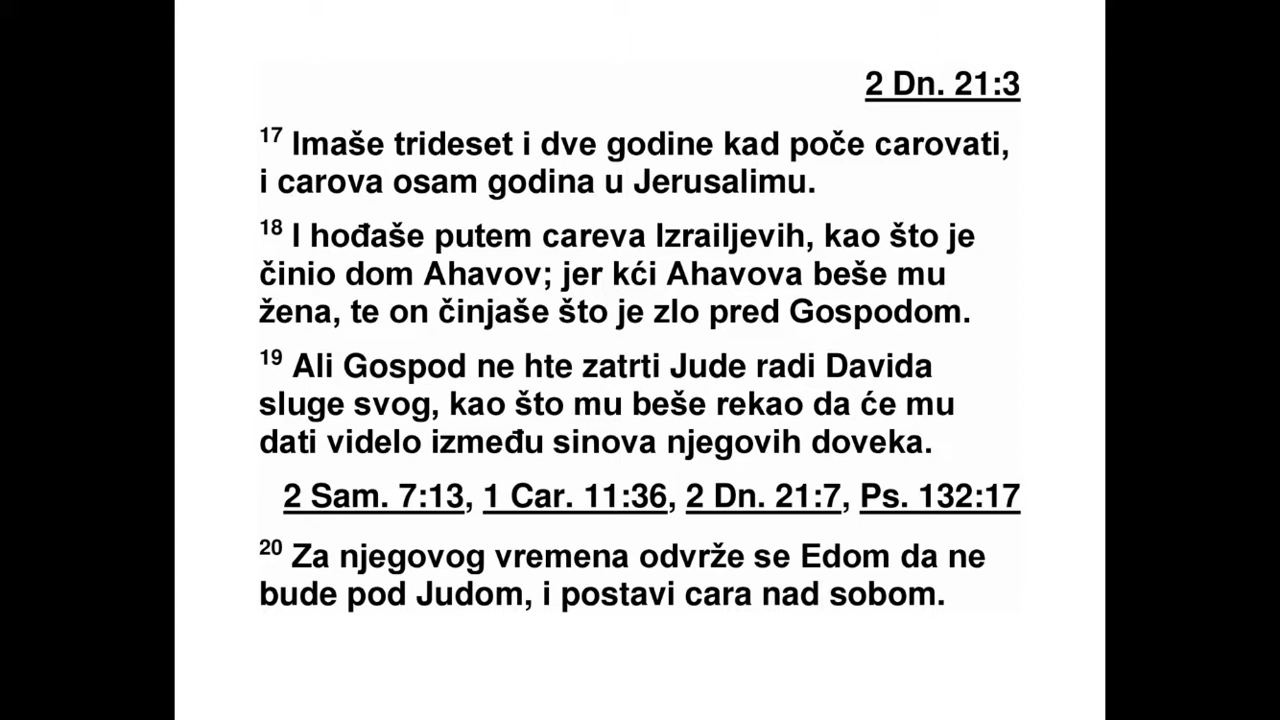 2 Dn. 21:3
17 Imaše trideset i dve godine kad poče carovati,
i carova osam godina u Jerusalimu.
18 I hođaše putem careva Izrailjevih, kao što je
činio dom Ahavov; jer kći Ahavova beše mu
žena, te on činjaše što je zlo pred Gospodom.
19 Ali Gospod ne hte zatrti Jude radi Davida
sluge svog, kao što mu beše rekao da će mu
dati videlo između sinova njegovih doveka.
2 Sam. 7:13, 1 Car. 11:36, 2 Dn. 21:7, Ps. 132:17
20 Za njegovog vremena odvrže se Edom da ne
bude pod Judom, i postavi cara nad sobom.